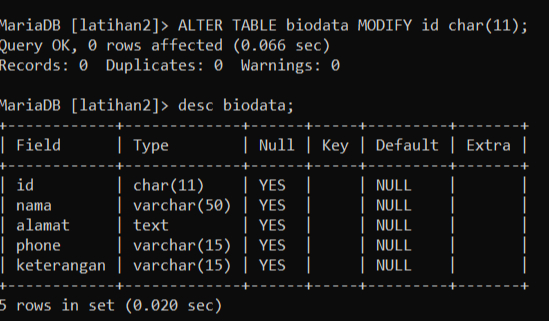 MariaDB [latihan2]> ALTER TABLE biodata MODIFY id char(11);
Query OK, 0 rows affected (0.066 sec)
Records: 0  Duplicates: 0  Warnings: 0

MariaDB [latihan2]> desc biodata;
+------------+-------------+------+-----+---------+-------+
| Field      | Type        | Null | Key | Default | Extra |
+------------+-------------+------+-----+---------+-------+
| id         | char(11)    | YES  |     | NULL    |       |
| nama       | varchar(50) | YES  |     | NULL    |       |
| alamat     | text        | YES  |     | NULL    |       |
| phone      | varchar(15) | YES  |     | NULL    |       |
| keterangan | varchar(15) | YES  |     | NULL    |       |
+------------+-------------+------+-----+---------+-------+
5 rows in set (0.020 sec)